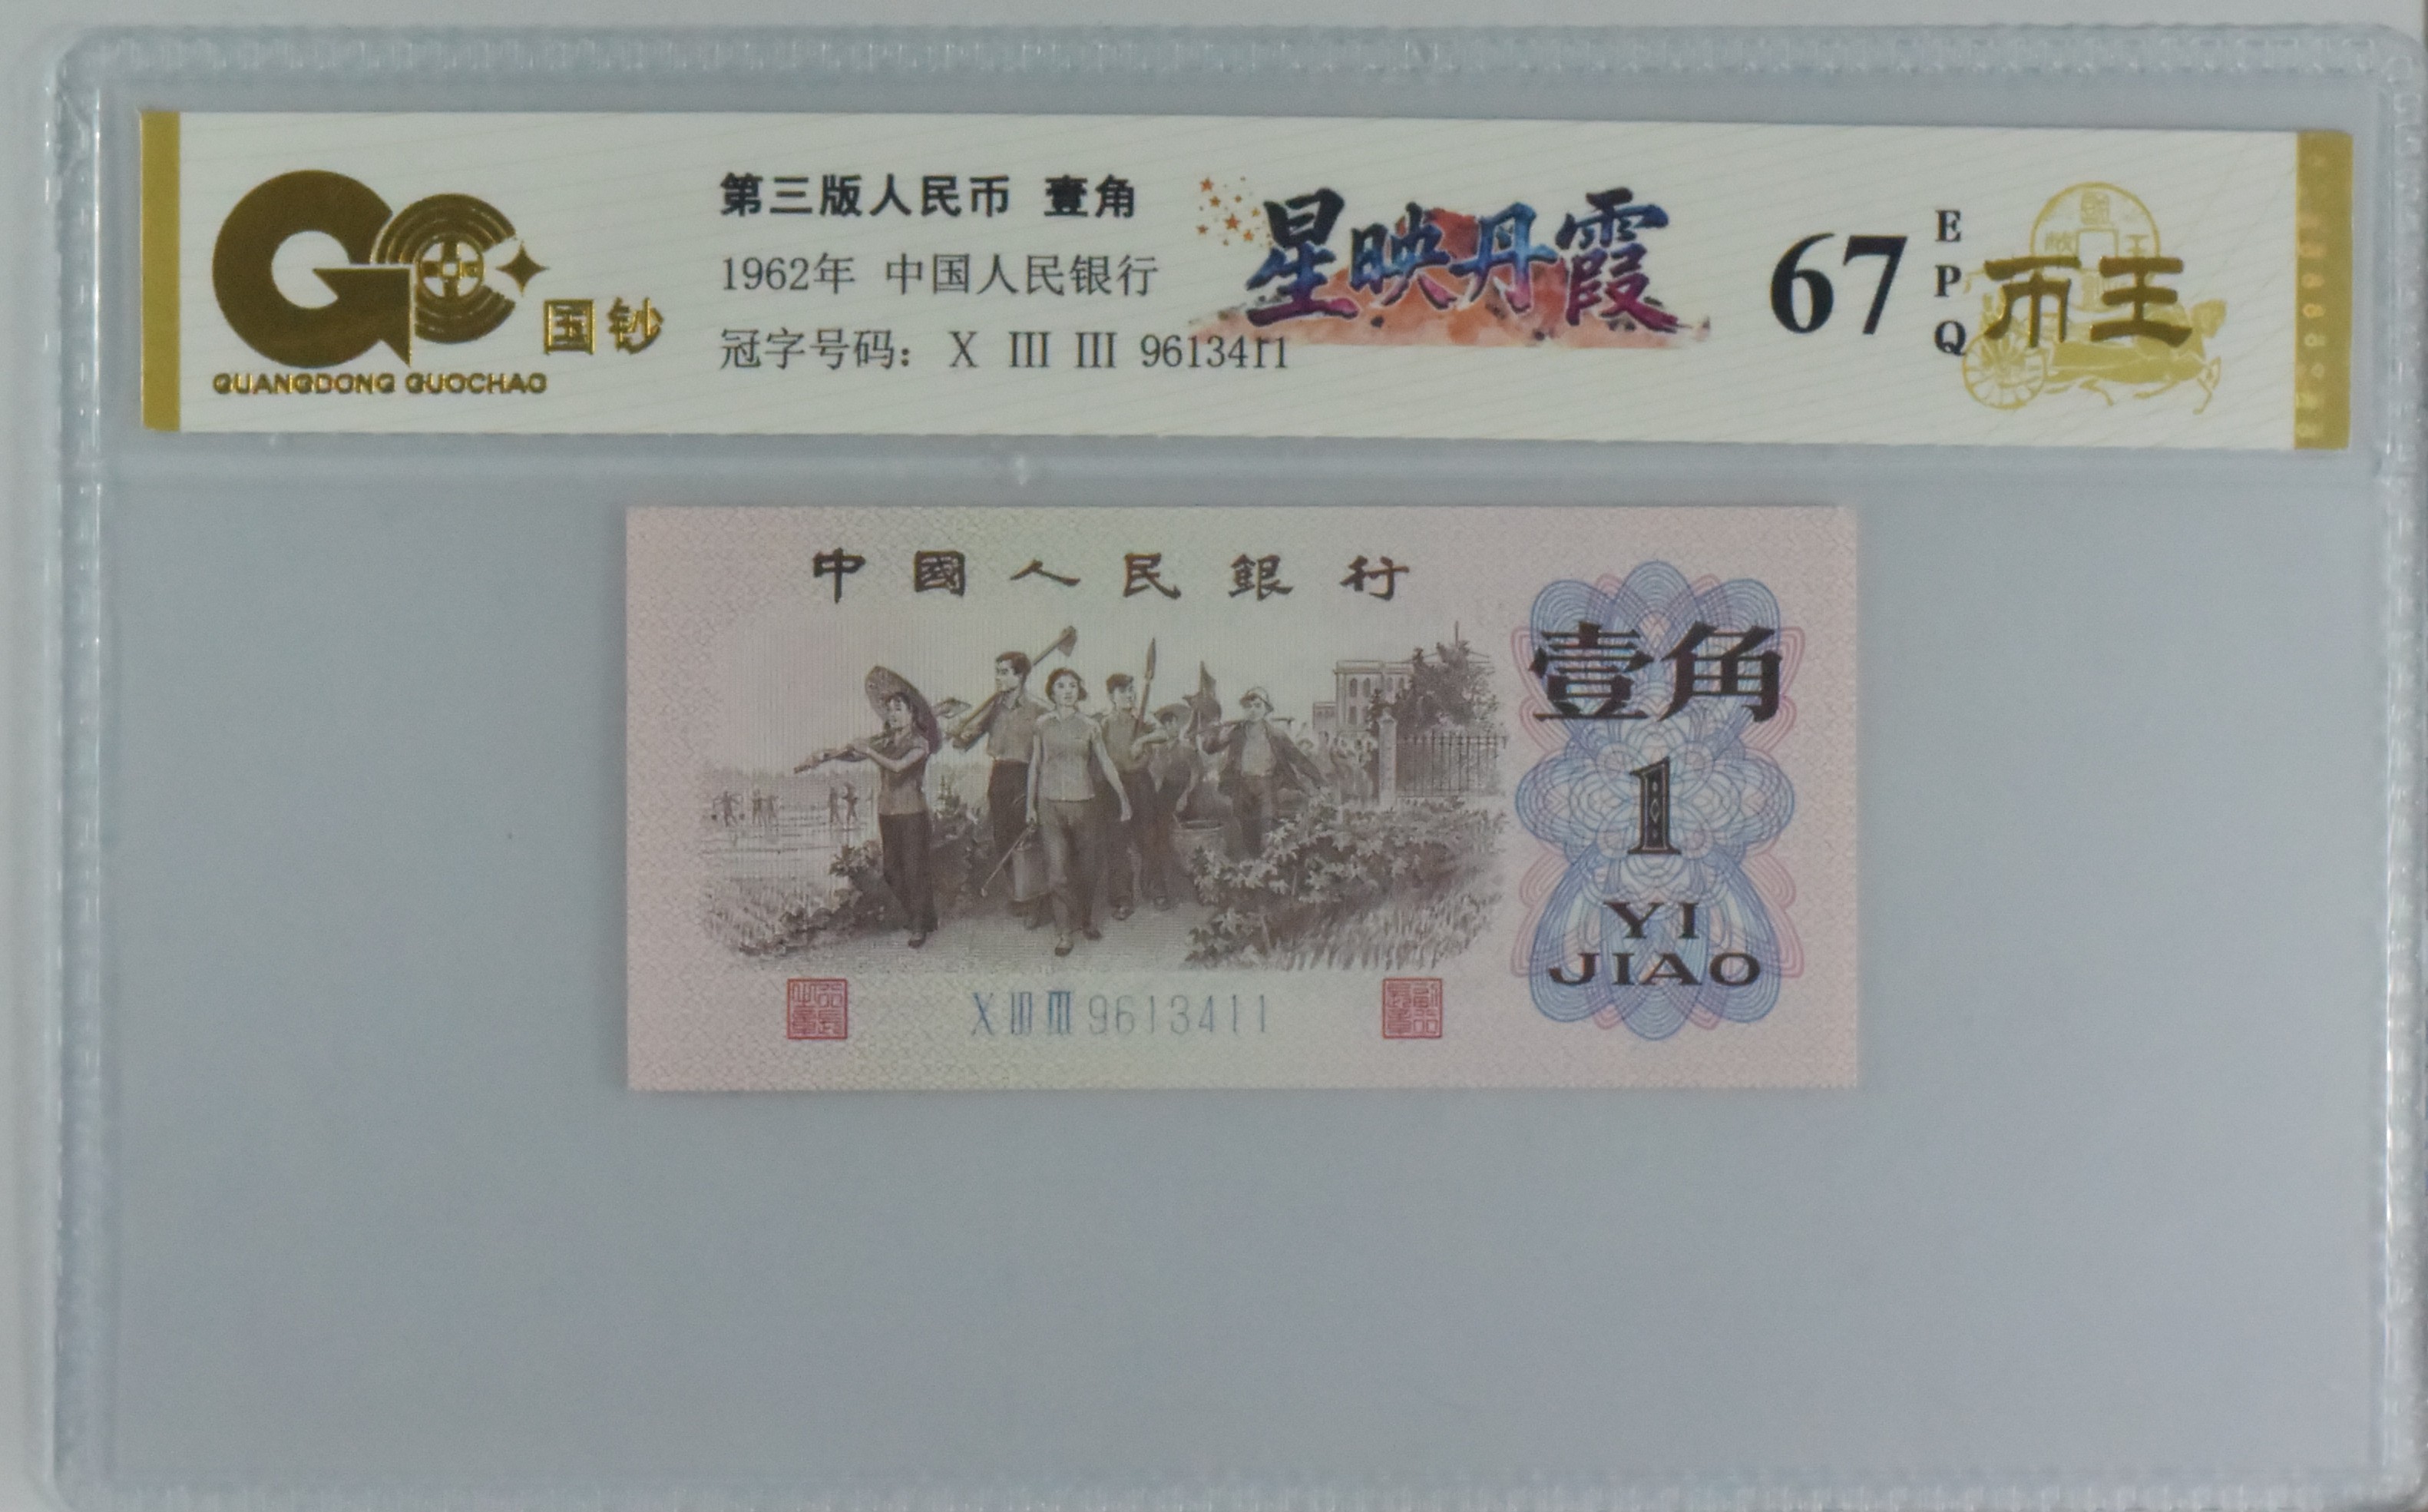 国钞
GUANGDONG GUOCHAO
第三版人民币 壹角
1962年 中国人民银行
冠字号码： X III III 9613411
星映丹霞
67
E
P
Q
币王
中國人民銀行
壹角
1
YI
JIAO
X III III 9613411